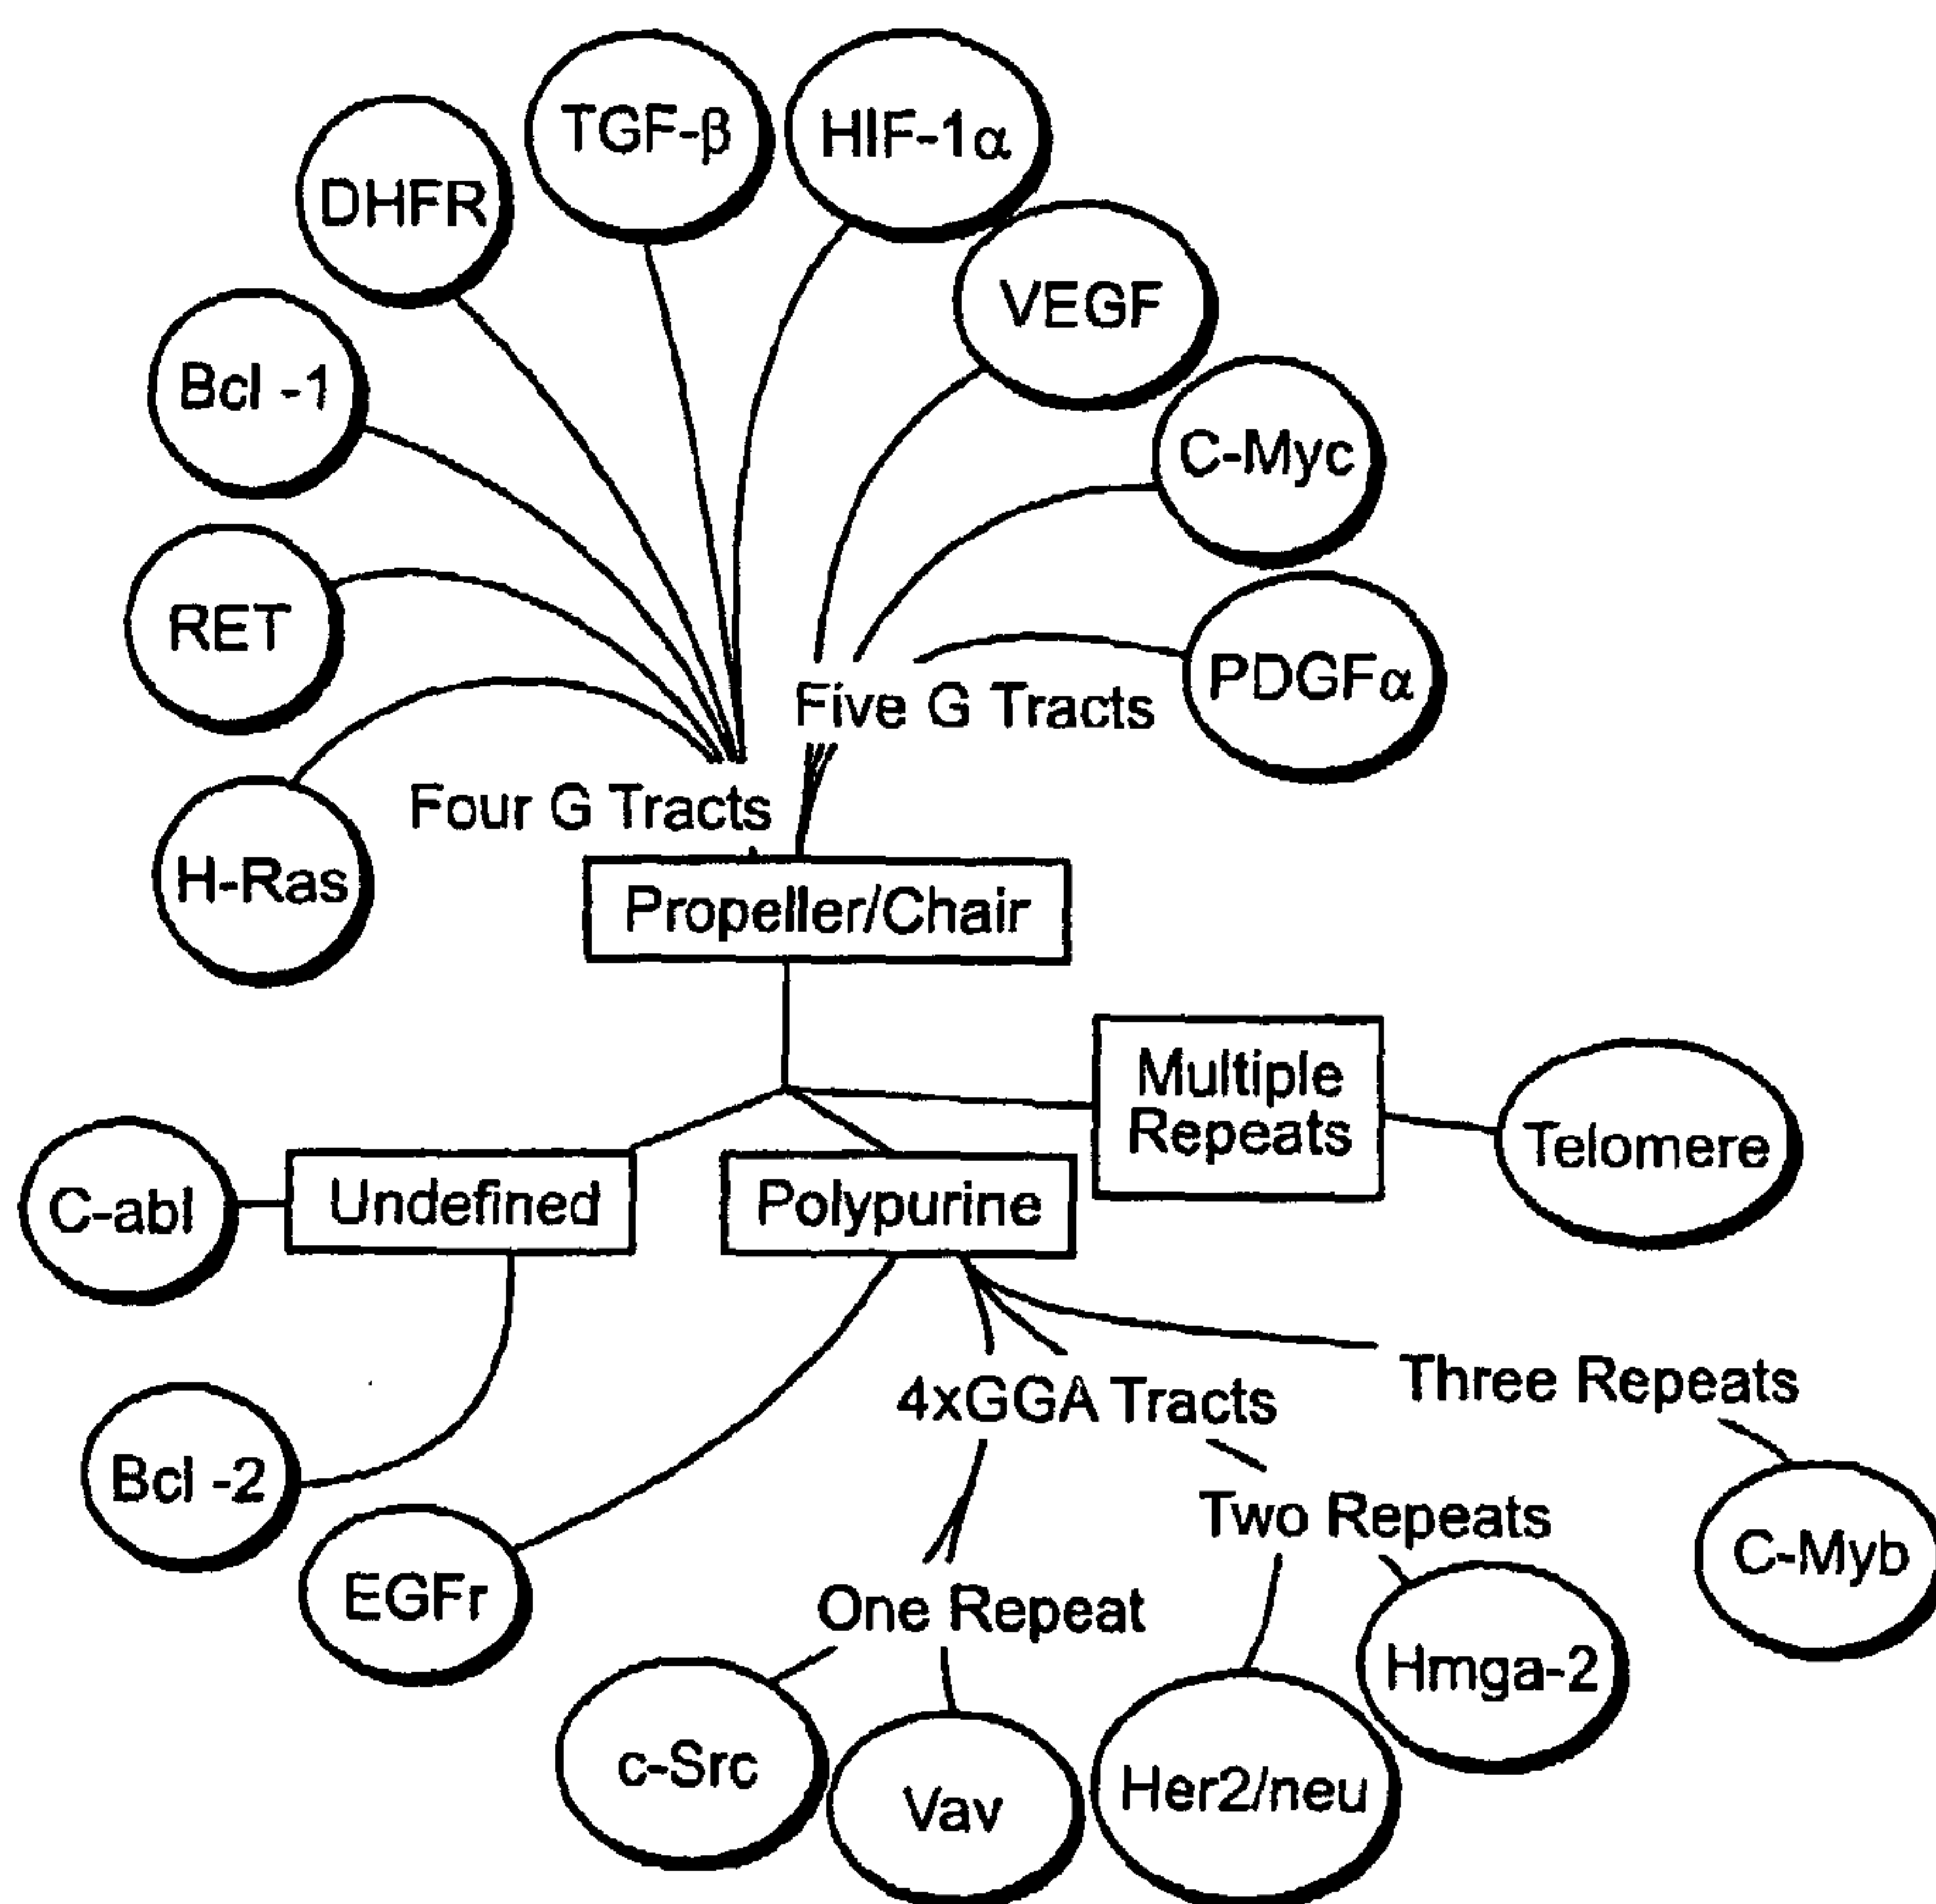 TGF-β
HIF-1α
DHFR
VEGF
Bcl -1
C-Myc
RET
PDGFα
Five G Tracts
Four G Tracts
H-Ras
Propeller/Chair
Multiple
Repeats
Telomere
C-abl
Undefined
Polypurine
Three Repeats
4xGGA Tracts
Bcl -2
Two Repeats
C-Myb
EGFr
One Repeat
Hmga-2
c-Src
Vav
Her2/neu